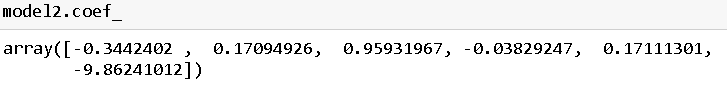 model2.coef_
array([-0.3442402 ,  0.17094926,  0.95931967, -0.03829247,  0.17111301,
       -9.86241012])